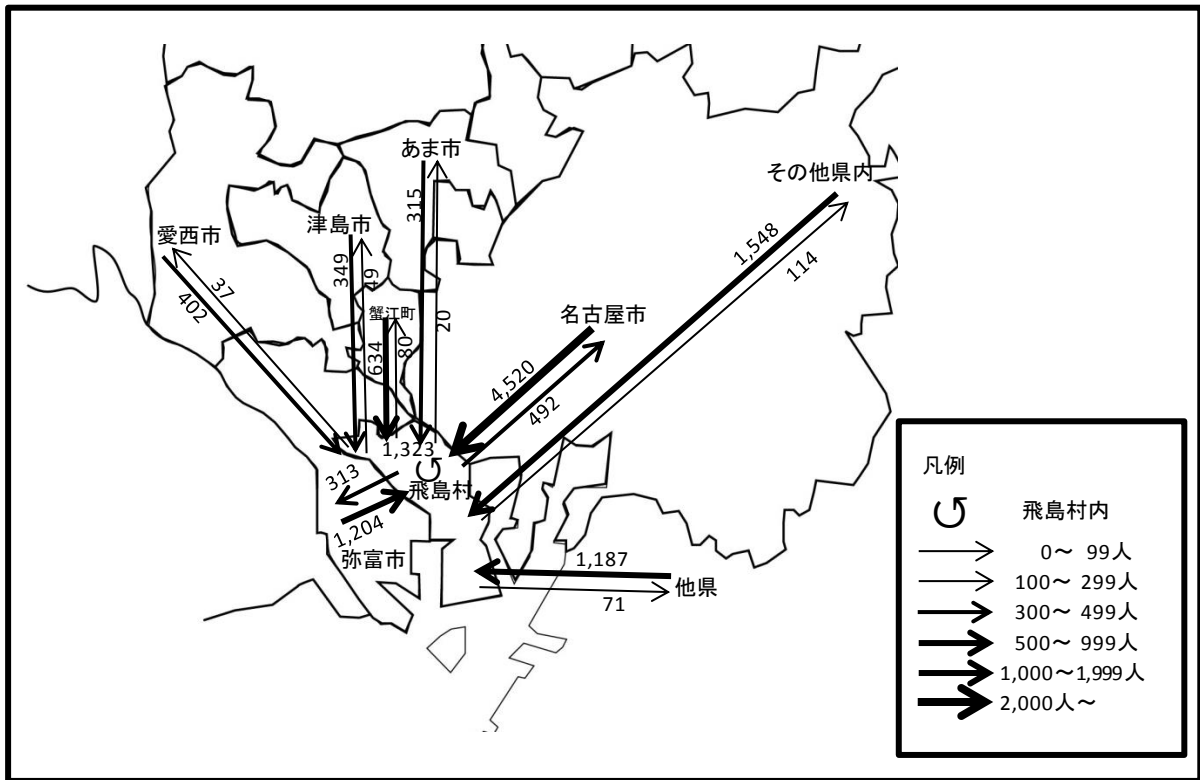 あま市
その他県内
315
津島市
愛西市
1,548
349
49
114
37
402
蟹江町
名古屋市
634
80
20
4,520
492
1,323
313
飛島村
1,204
弥富市
1,187
他県
71
凡例
飛島村内
0～ 99人
100～ 299人
300～ 499人
500～ 999人
1,000～1,999人
2,000人～